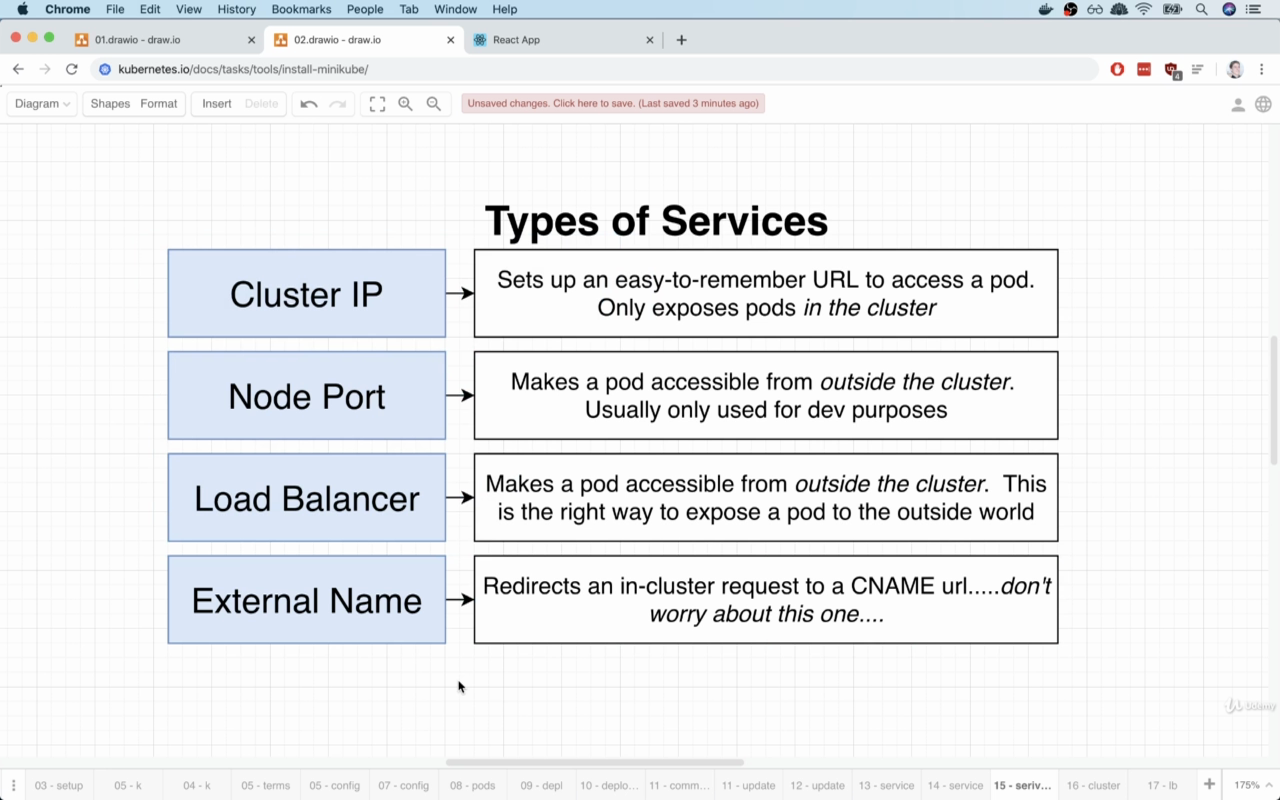 Chrome File Edit View History Bookmarks People Tab Window Help
01.drawio - draw.io
02.drawio - draw.io
React App
kubernetes.io/docs/tasks/tools/install-minikube/
4
Diagram
Shapes Format
Insert Delete
Unsaved changes. Click here to save. (Last saved 3 minutes ago)
Types of Services
Cluster IP
Sets up an easy-to-remember URL to access a pod.
Only exposes pods in the cluster
Node Port
Makes a pod accessible from outside the cluster.
Usually only used for dev purposes
Load Balancer
Makes a pod accessible from outside the cluster. This
is the right way to expose a pod to the outside world
External Name
Redirects an in-cluster request to a CNAME url.....don't
worry about this one....
Udemy
03 - setup 05 - k 04 - k 05 - terms 05 - config 07 - config 08 - pods 09 - depl 10 - deplo... 11 - comm... 11 - update 12 - update 13 - service 14 - service 15 - seriv... 16 - cluster 17 - lb 175%